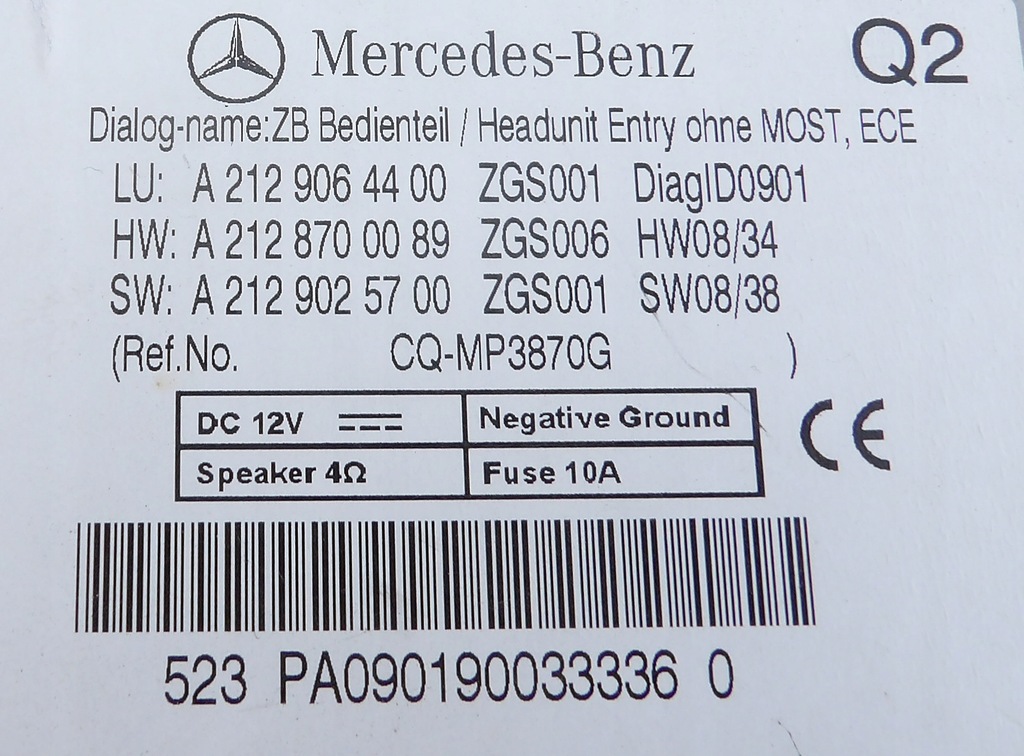 Mercedes-Benz Q2
Dialog-name:ZB Bedienteil / Headunit Entry ohne MOST, ECE
LU: A 212 906 44 00 ZGS001 DiagID0901
HW: A 212 870 00 89 ZGS006 HW08/34
SW: A 212 902 57 00 ZGS001 SW08/38
(Ref.No. CQ-MP3870G )
DC 12V Negative Ground
Speaker 4Ω Fuse 10A
CE
523 PA090190033336 0